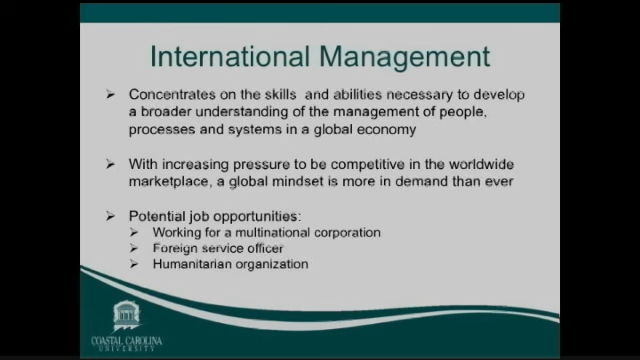 International Management
Concentrates on the skills and abilities necessary to develop
a broader understanding of the management of people,
processes and systems in a global economy
With increasing pressure to be competitive in the worldwide
marketplace, a global mindset is more in demand than ever
Potential job opportunities:
Working for a multinational corporation
Foreign service officer
Humanitarian organization
COASTAL CAROLINA
UNIVERSITY